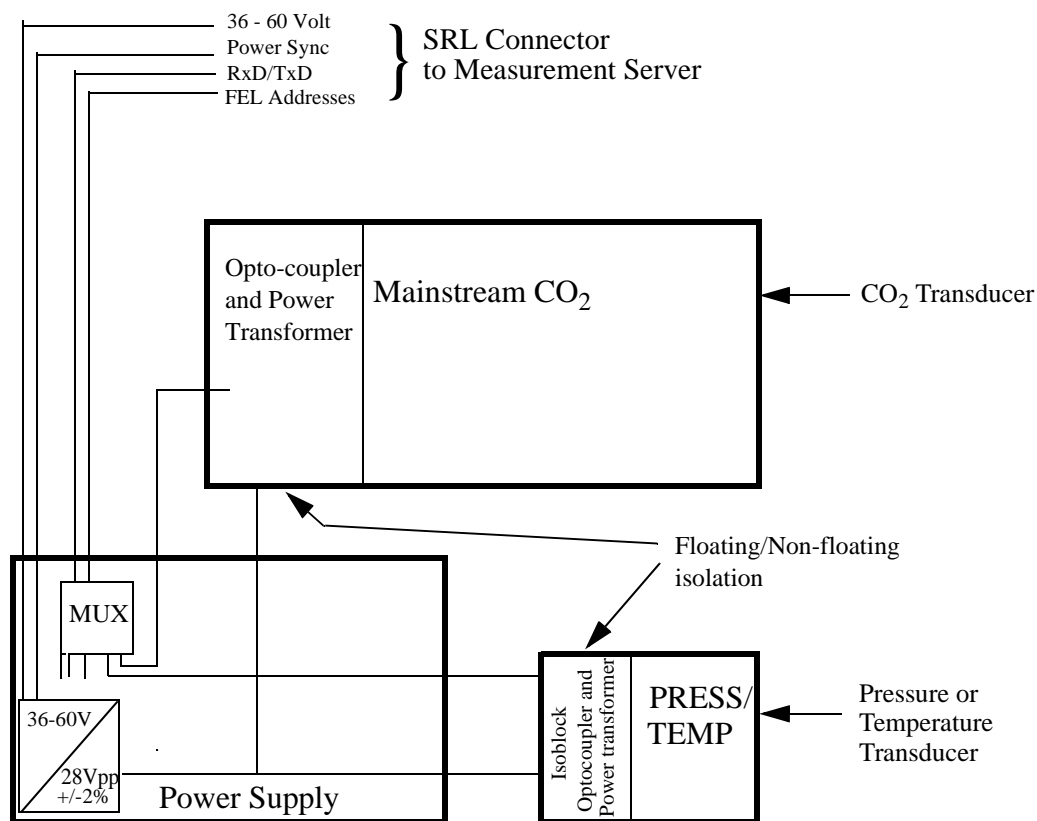 36 - 60 Volt
Power Sync
RxD/TxD
FEL Addresses
SRL Connector
to Measurement Server
Opto-coupler
and Power
Transformer
Mainstream CO₂
CO₂ Transducer
Floating/Non-floating
isolation
MUX
36-60V
28Vpp
+/-2%
Power Supply
Isoblock
Optocoupler and
Power transformer
PRESS/
TEMP
Pressure or
Temperature
Transducer